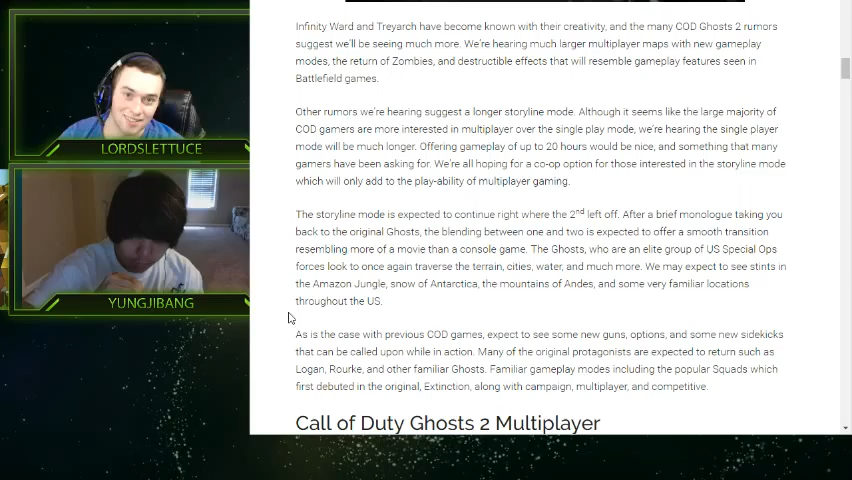 Infinity Ward and Treyarch have become known with their creativity, and the many COD Ghosts 2 rumors
suggest we'll be seeing much more. We're hearing much larger multiplayer maps with new gameplay
modes, the return of Zombies, and destructible effects that will resemble gameplay features seen in
Battlefield games.
Other rumors we're hearing suggest a longer storyline mode. Although it seems like the large majority of
COD gamers are more interested in multiplayer over the single play mode, we're hearing the single player
mode will be much longer. Offering gameplay of up to 20 hours would be nice, and something that many
gamers have been asking for. We're all hoping for a co-op option for those interested in the storyline mode
which will only add to the play-ability of multiplayer gaming.
The storyline mode is expected to continue right where the 2nd left off. After a brief monologue taking you
back to the original Ghosts, the blending between one and two is expected to offer a smooth transition
resembling more of a movie than a console game. The Ghosts, who are an elite group of US Special Ops
forces look to once again traverse the terrain, cities, water, and much more. We may expect to see stints in
the Amazon Jungle, snow of Antarctica, the mountains of Andes, and some very familiar locations
throughout the US.
As is the case with previous COD games, expect to see some new guns, options, and some new sidekicks
that can be called upon while in action. Many of the original protagonists are expected to return such as
Logan, Rourke, and other familiar Ghosts. Familiar gameplay modes including the popular Squads which
first debuted in the original, Extinction, along with campaign, multiplayer, and competitive.
Call of Duty Ghosts 2 Multiplayer
LORDSLETTUCE
YUNGJIBANG